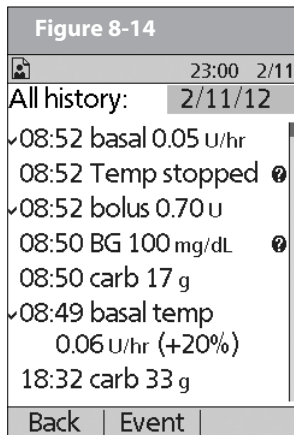 Figure 8-14
23:00 2/11
All history: 2/11/12
08:52 basal 0.05 U/hr
08:52 Temp stopped ?
08:52 bolus 0.70 U
08:50 BG 100 mg/dL ?
08:50 carb 17 g
08:49 basal temp
0.06 U/hr (+20%)
18:32 carb 33 g
Back Event